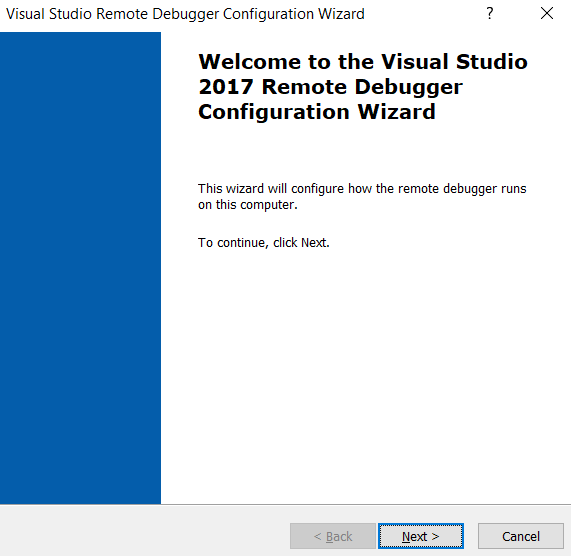 Visual Studio Remote Debugger Configuration Wizard ?
Welcome to the Visual Studio
2017 Remote Debugger
Configuration Wizard
This wizard will configure how the remote debugger runs
on this computer.
To continue, click Next.
< Back Next > Cancel